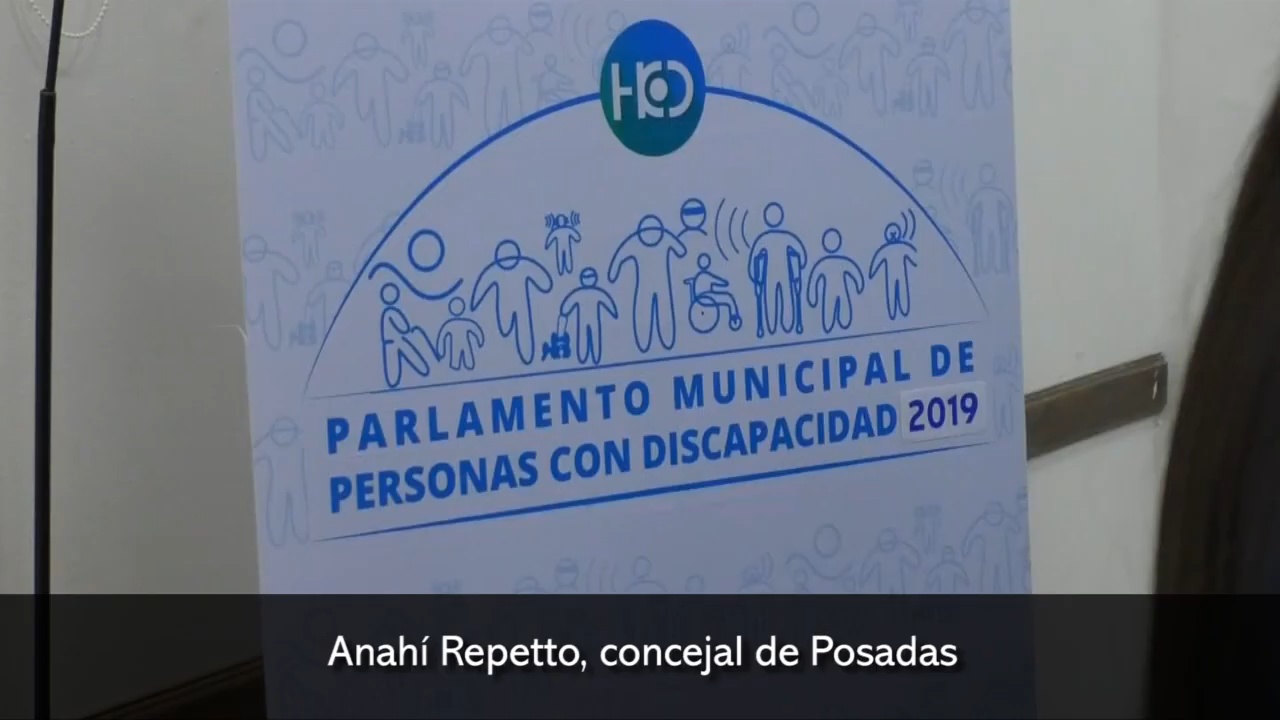 HCD
PARLAMENTO MUNICIPAL DE
PERSONAS CON DISCAPACIDAD 2019
Anahí Repetto, concejal de Posadas